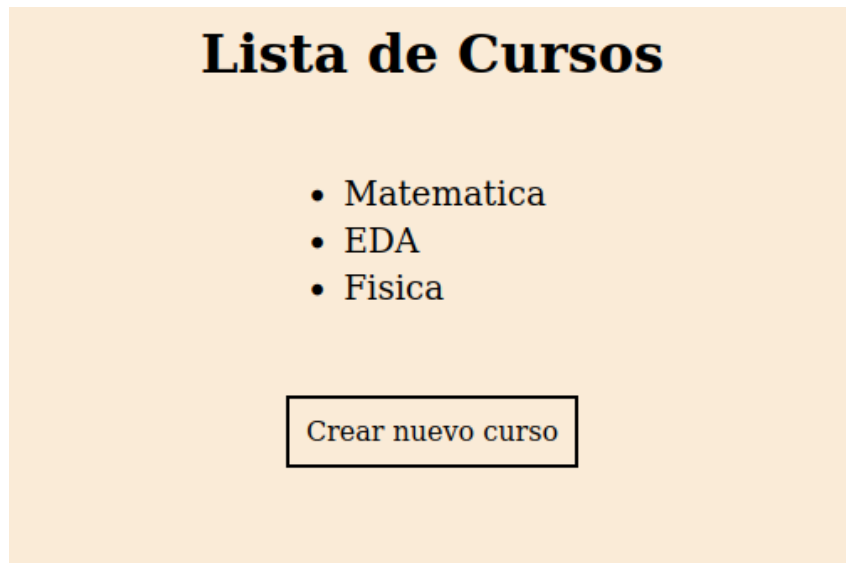 Lista de Cursos
Matematica
EDA
Fisica
Crear nuevo curso